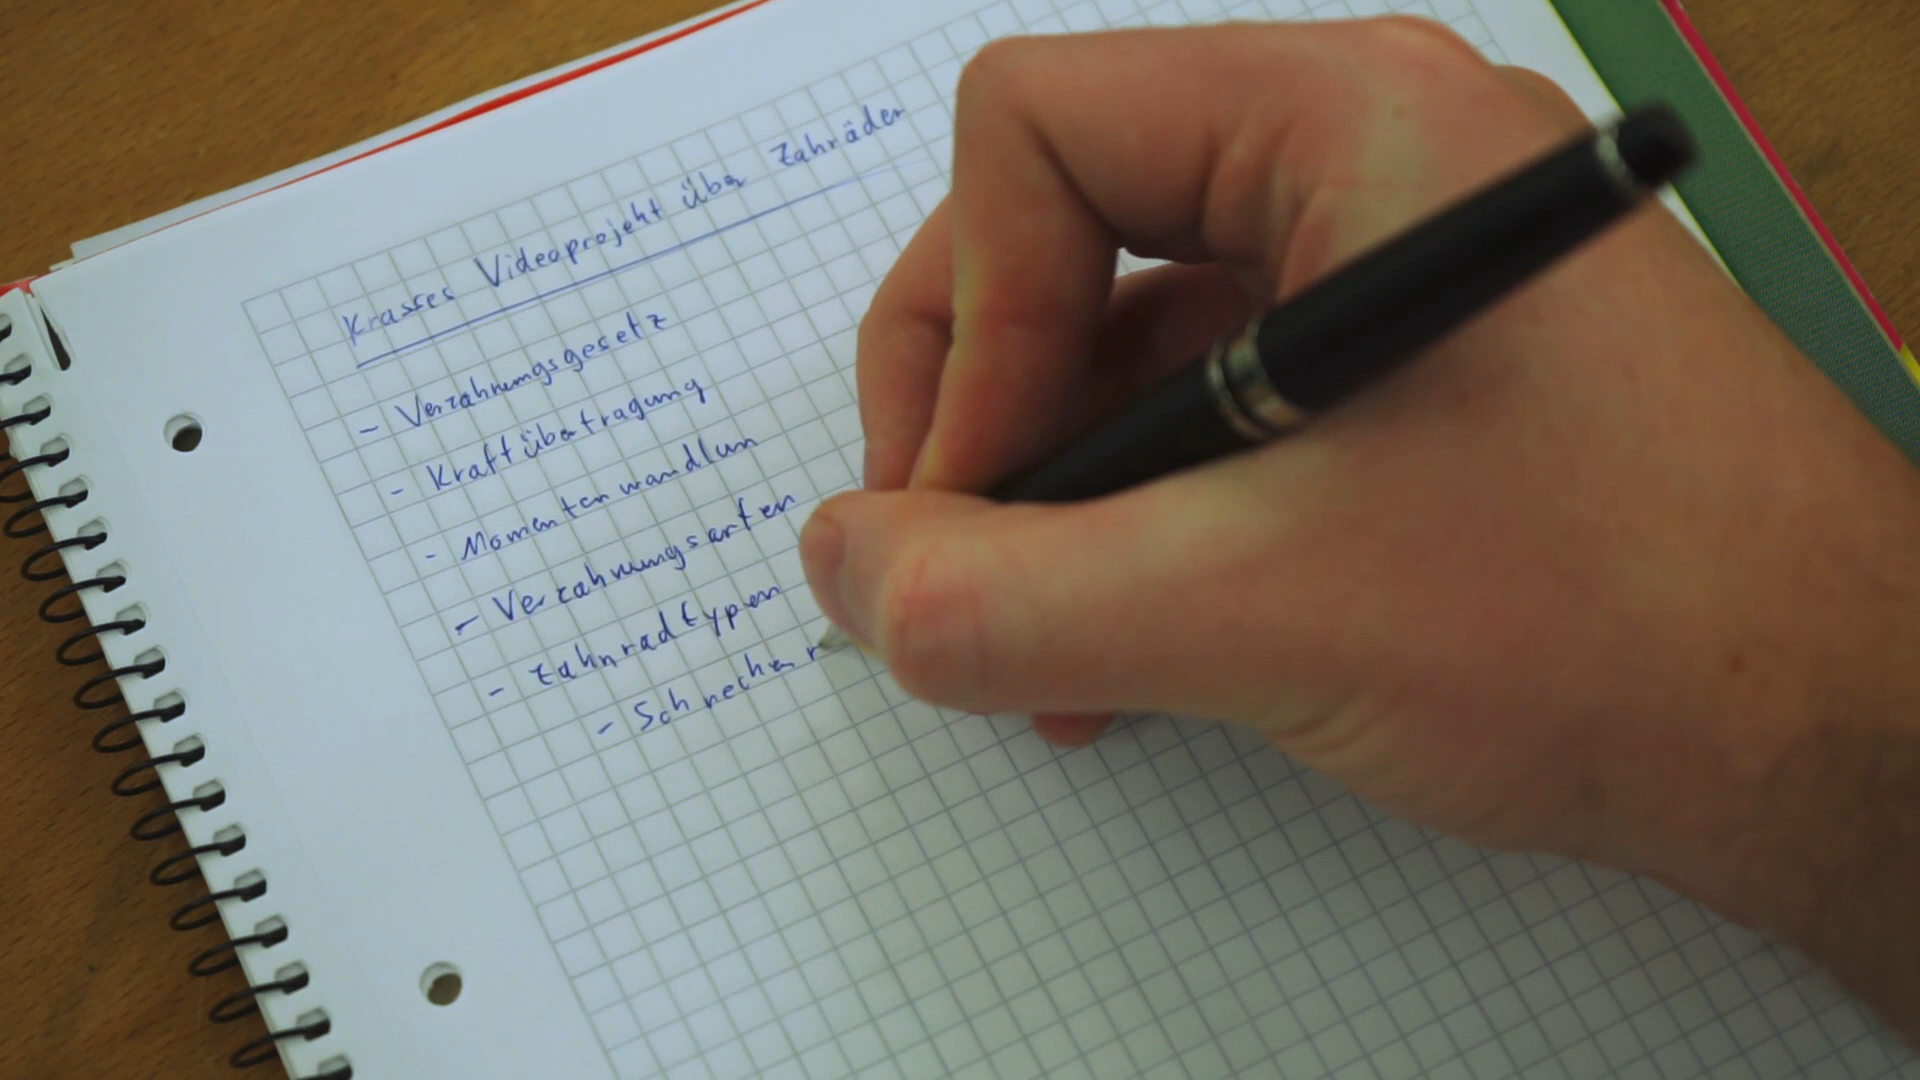 Krasses Videoprojekt über Zahräder
- Verzahnungsgesetz
- Kraftübertragung
- Momentenwandlun
- Verzahnungsarten
- Zahnradtypen
- Schnecken r